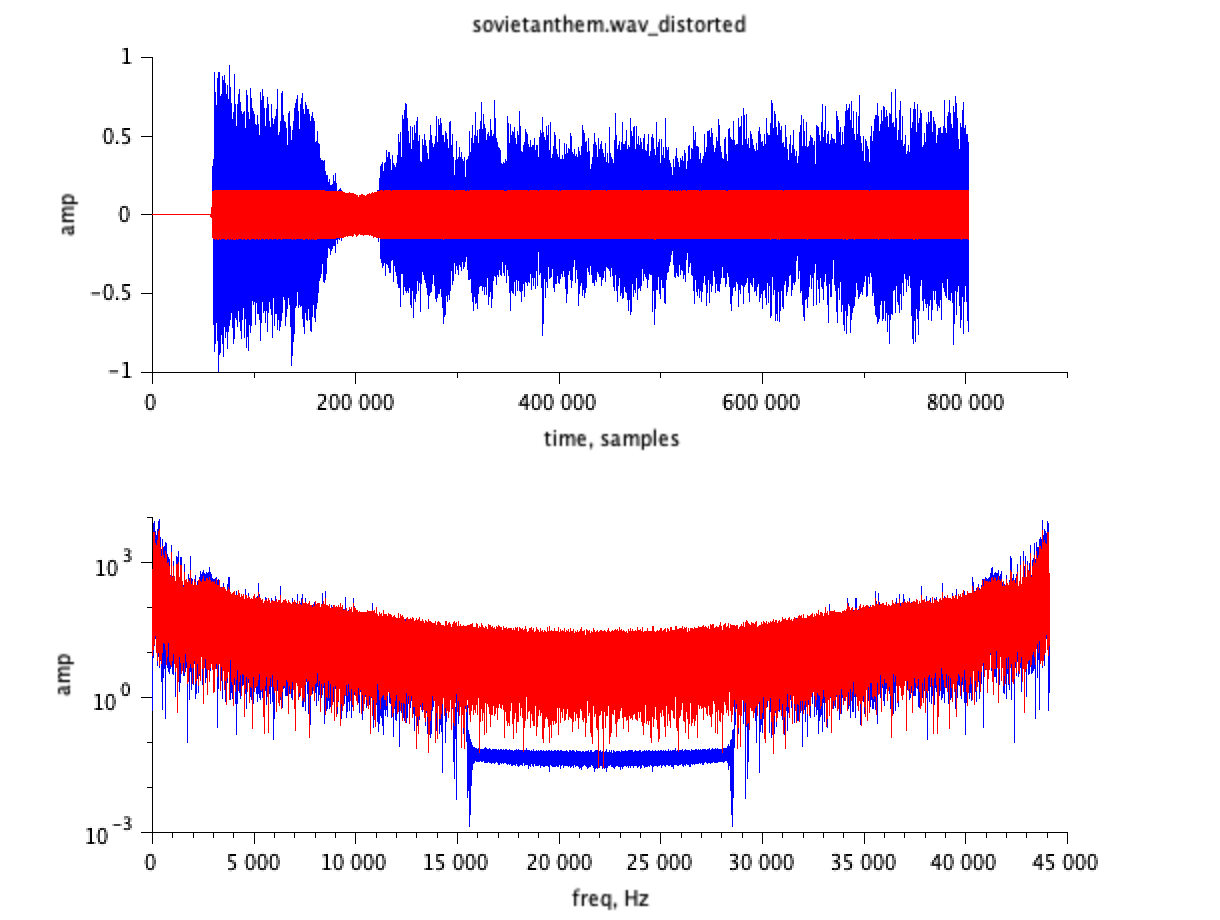 sovietanthem.wav_distorted
1
0.5
0
−0.5
−1
amp
0 200 000 400 000 600 000 800 000
time, samples
10 3
10 0
10 −3
amp
0 5 000 10 000 15 000 20 000 25 000 30 000 35 000 40 000 45 000
freq, Hz